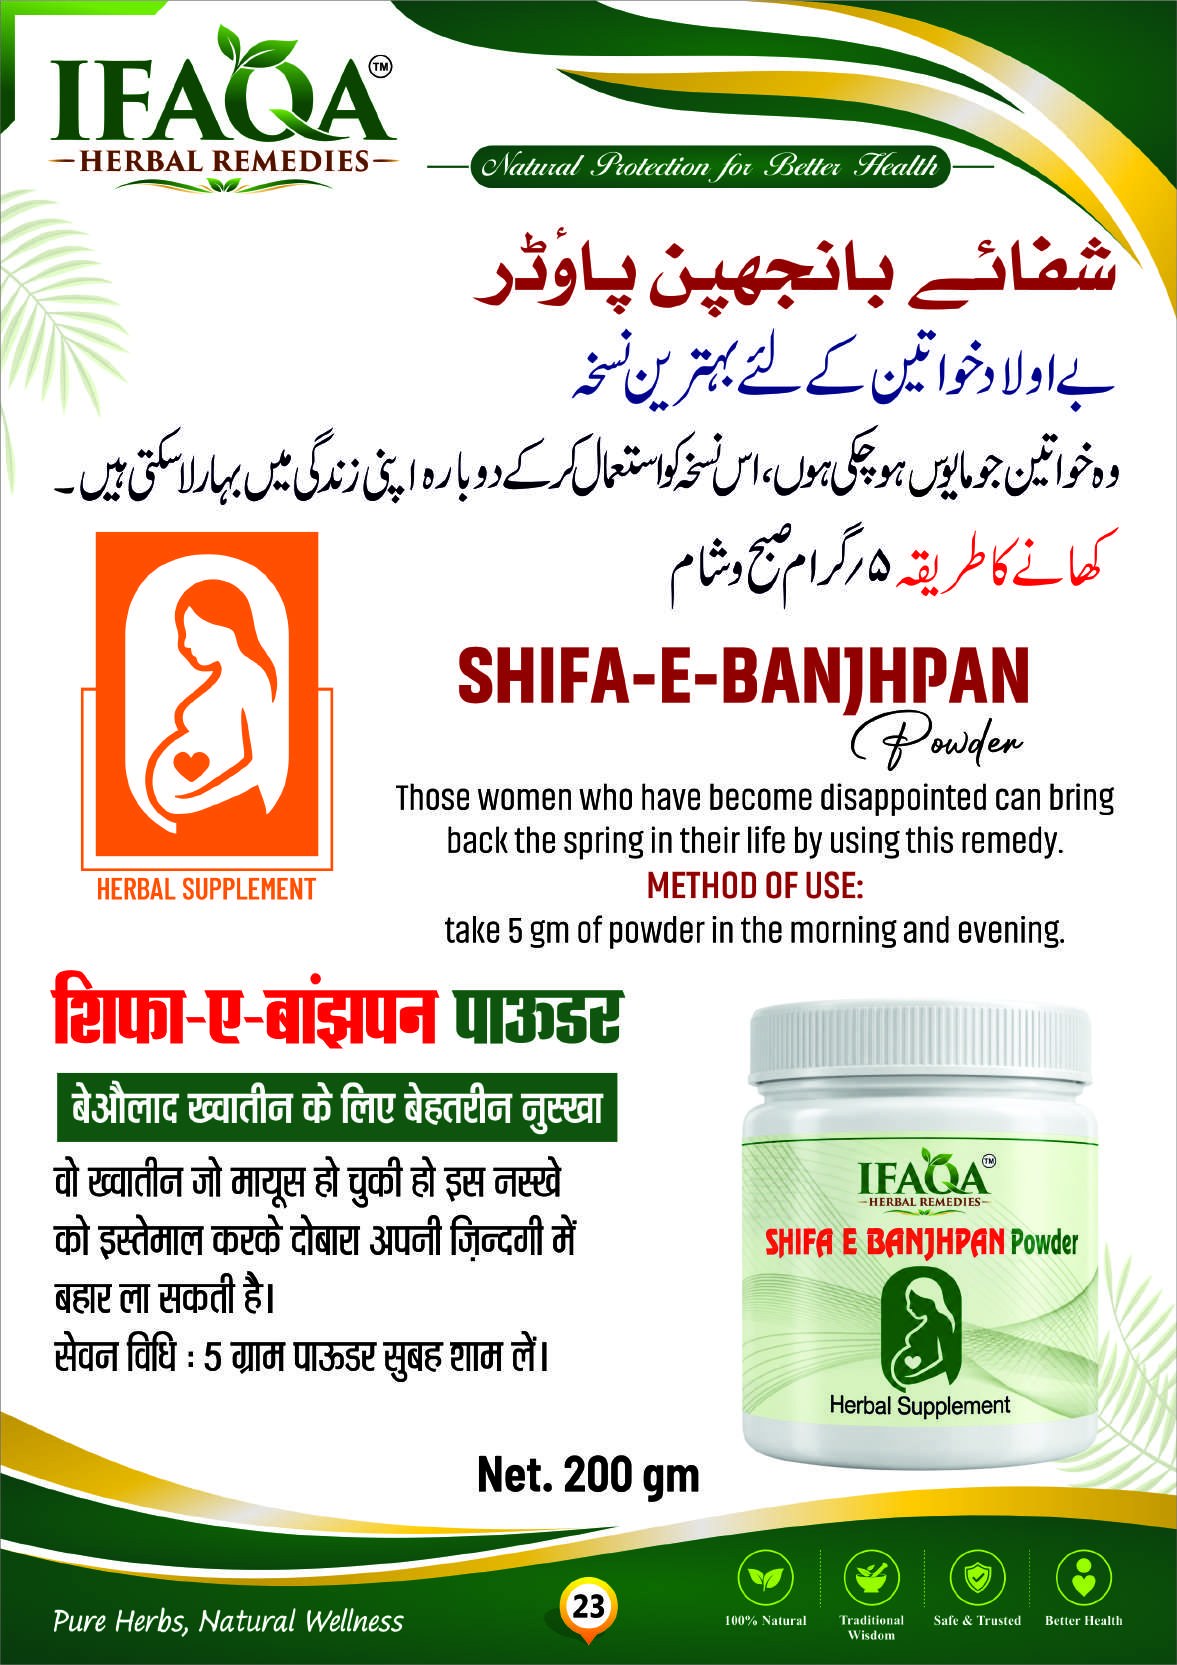 IFAQA TM
HERBAL REMEDIES
Natural Protection for Better Health
شفائے بانجھپن پاؤڈر
بے اولاد خواتین کے لئے بہترین نسخہ
وہ خواتین جو مایوس ہو چکی ہوں، اس نسخہ کو استعمال کر کے دوبارہ اپنی زندگی میں بہار لا سکتی ہیں۔
کھانے کا طریقہ ۵؍گرام صبح و شام
HERBAL SUPPLEMENT
SHIFA-E-BANJHPAN
Powder
Those women who have become disappointed can bring
back the spring in their life by using this remedy.
METHOD OF USE:
take 5 gm of powder in the morning and evening.
शिफा-ए-बांझपन पाऊडर
बेऔलाद ख्वातीन के लिए बेहतरीन नुस्खा
वो ख्वातीन जो मायूस हो चुकी हो इस नस्खे
को इस्तेमाल करके दोबारा अपनी ज़िन्दगी में
बहार ला सकती है।
सेवन विधि : 5 ग्राम पाऊडर सुबह शाम लें।
IFAQA TM
HERBAL REMEDIES
SHIFA E BANJHPAN Powder
Herbal Supplement
Net. 200 gm
Pure Herbs, Natural Wellness
23
100% Natural
Traditional
Wisdom
Safe & Trusted
Better Health